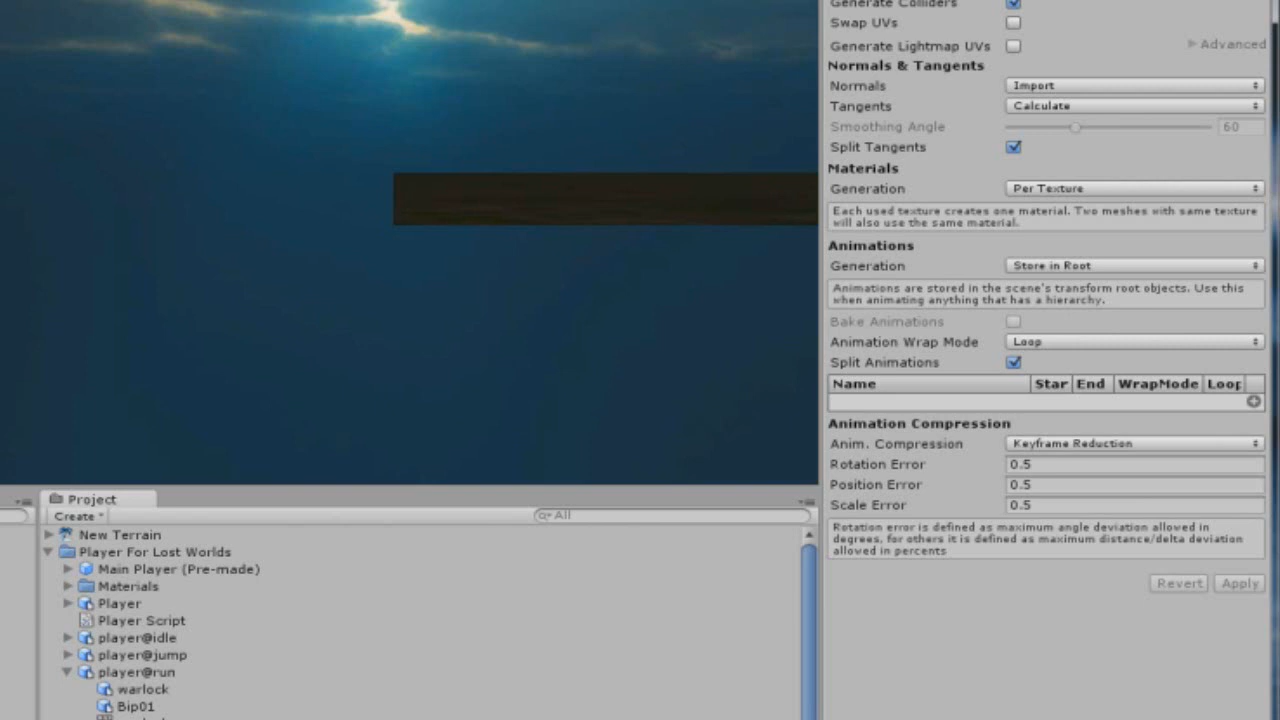 Generate Colliders
Swap UVs
Generate Lightmap UVs
Advanced
Normals & Tangents
Normals Import
Tangents Calculate
Smoothing Angle 60
Split Tangents
Materials
Generation Per Texture
Each used texture creates one material. Two meshes with same texture
will also use the same material.
Animations
Generation Store in Root
Animations are stored in the scene's transform root objects. Use this
when animating anything that has a hierarchy.
Bake Animations
Animation Wrap Mode Loop
Split Animations
Name Star End WrapMode Loop
Animation Compression
Anim. Compression Keyframe Reduction
Rotation Error 0.5
Position Error 0.5
Scale Error 0.5
Rotation error is defined as maximum angle deviation allowed in
degrees, for others it is defined as maximum distance/delta deviation
allowed in percents
Revert Apply
Project
Create All
New Terrain
Player For Lost Worlds
Main Player (Pre-made)
Materials
Player
Player Script
player@idle
player@jump
player@run
warlock
Bip01